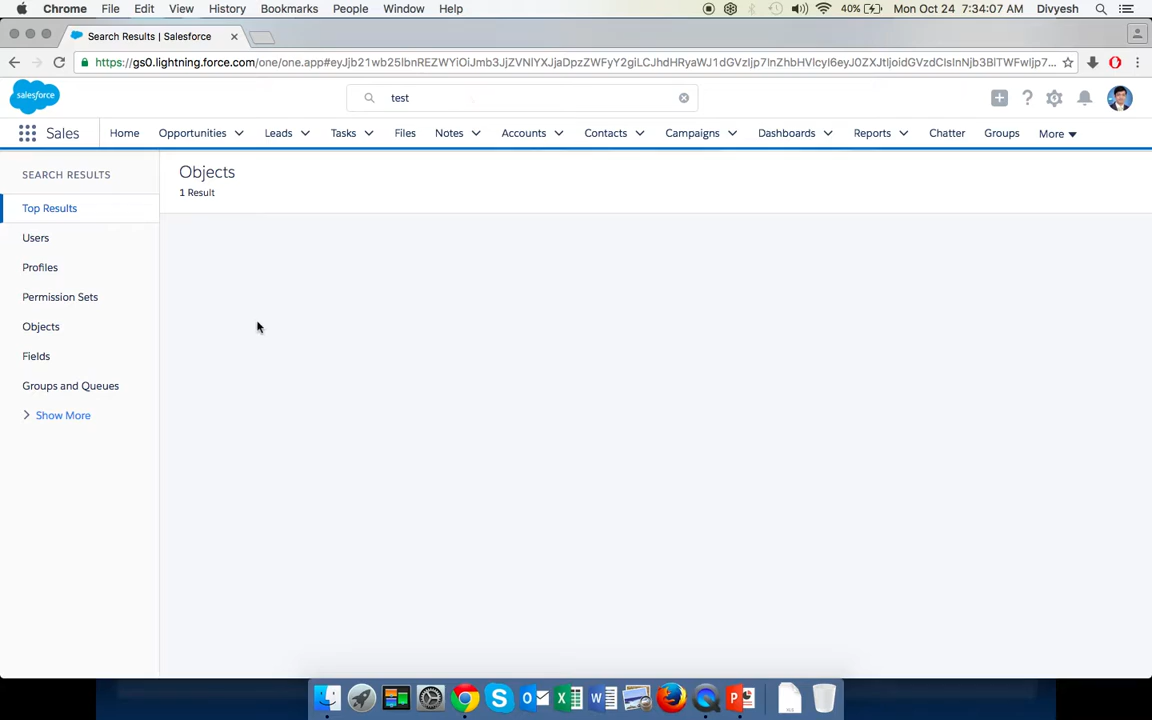 Chrome File Edit View History Bookmarks People Window Help 40% Mon Oct 24 7:34:07 AM Divyesh
Search Results | Salesforce
salesforce
test
Sales Home Opportunities Leads Tasks Files Notes Accounts Contacts Campaigns Dashboards Reports Chatter Groups More
SEARCH RESULTS
Top Results
Users
Profiles
Permission Sets
Objects
Fields
Groups and Queues
Show More
Objects
1 Result